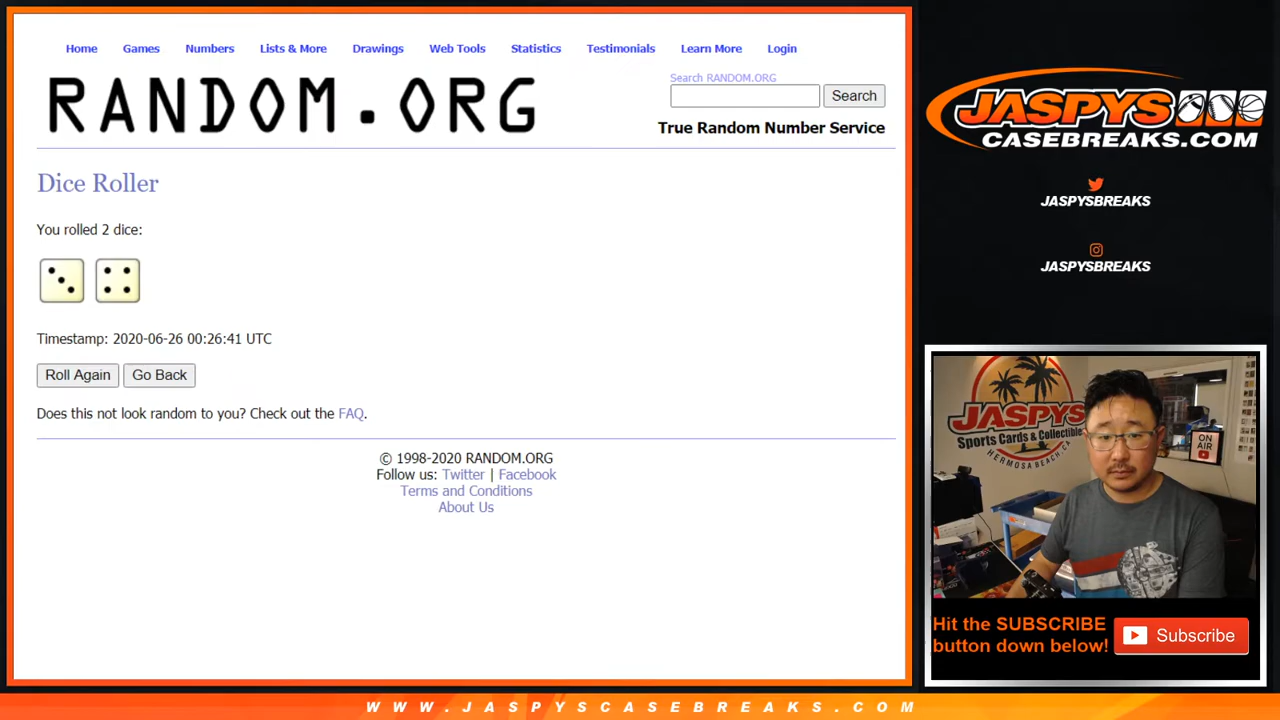 Home Games Numbers Lists & More Drawings Web Tools Statistics Testimonials Learn More Login
RANDOM.ORG
Search RANDOM.ORG
Search
True Random Number Service
Dice Roller
You rolled 2 dice:
Timestamp: 2020-06-26 00:26:41 UTC
Roll Again Go Back
Does this not look random to you? Check out the FAQ.
© 1998-2020 RANDOM.ORG
Follow us: Twitter | Facebook
Terms and Conditions
About Us
JASPYS
CASEBREAKS.COM
JASPYSBREAKS
JASPYSBREAKS
JASPYS
Sports Cards & Collectible
HERMOSA BEACH, CA
ON
AIR
Hit the SUBSCRIBE
button down below!
Subscribe
WWW.JASPYSCASEBREAKS.COM